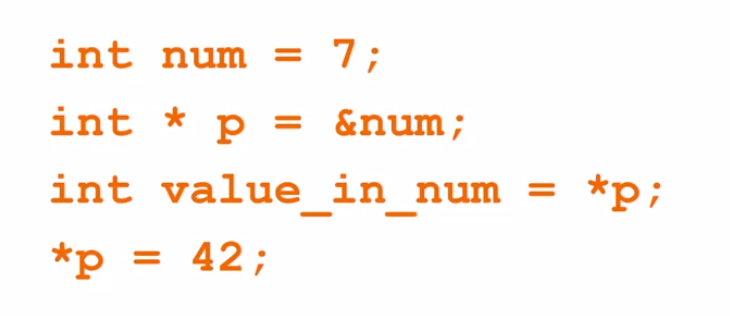 int num = 7;
int * p = &num;
int value_in_num = *p;
*p = 42;